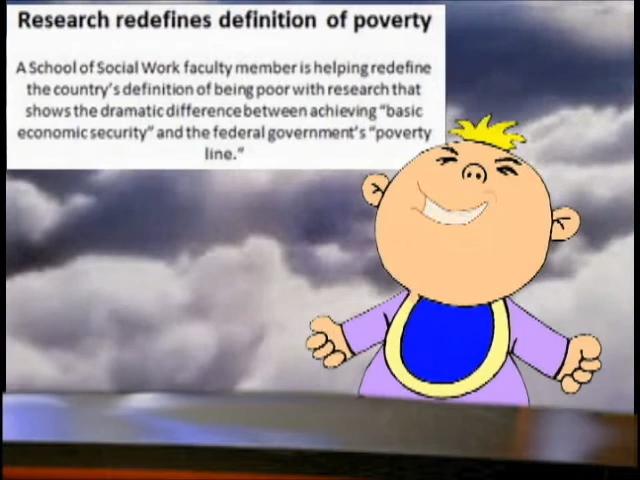 Research redefines definition of poverty
A School of Social Work faculty member is helping redefine
the country's definition of being poor with research that
shows the dramatic difference between achieving "basic
economic security" and the federal government's "poverty
line."